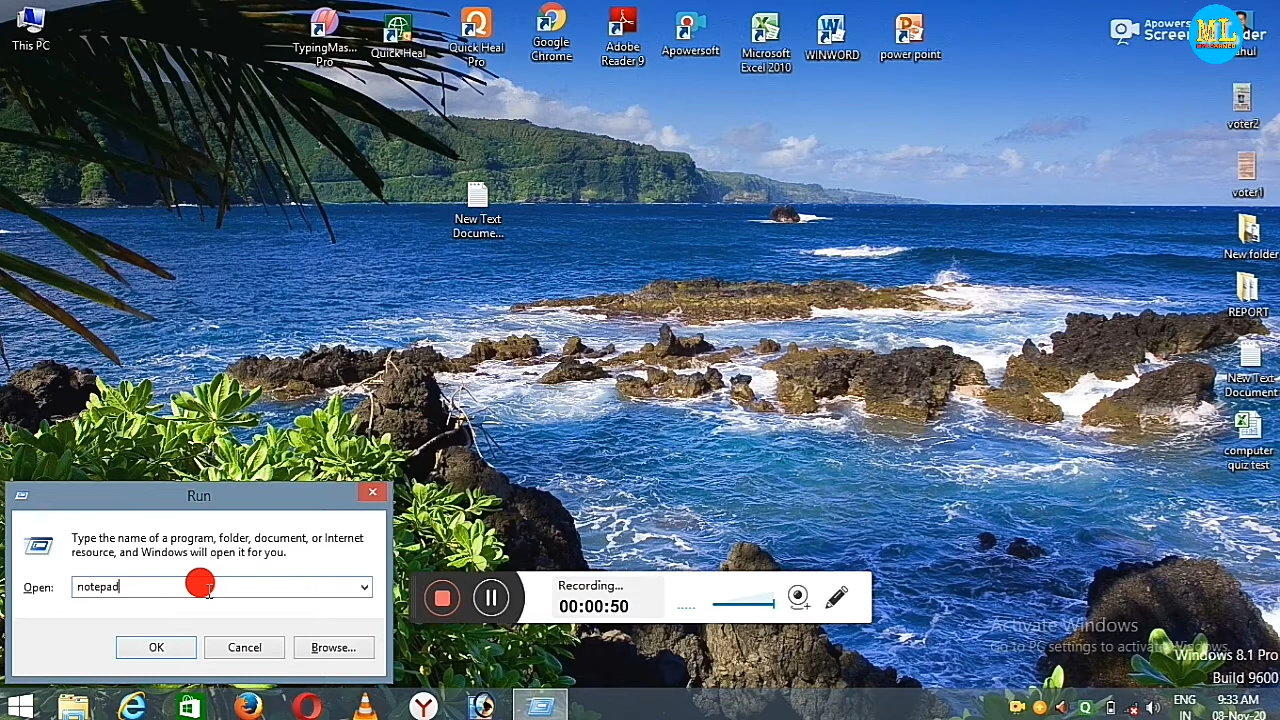 This PC
TypingMas...
Pro
Quick Heal
Quick Heal
Pro
Google
Chrome
Adobe
Reader 9
Apowersoft
Microsoft
Excel 2010
WINWORD
power point
Apowers
Screen
ML
voter2
voter1
New folder
REPORT
New Text
Document
computer
quiz test
New Text
Docume...
Run
Type the name of a program, folder, document, or Internet
resource, and Windows will open it for you.
Open:
notepad
OK
Cancel
Browse...
Recording...
00:00:50
Activate Windows
Go to PC settings to activate Windows.
Windows 8.1 Pro
Build 9600
ENG
IN
9:33 AM
08-Nov-20